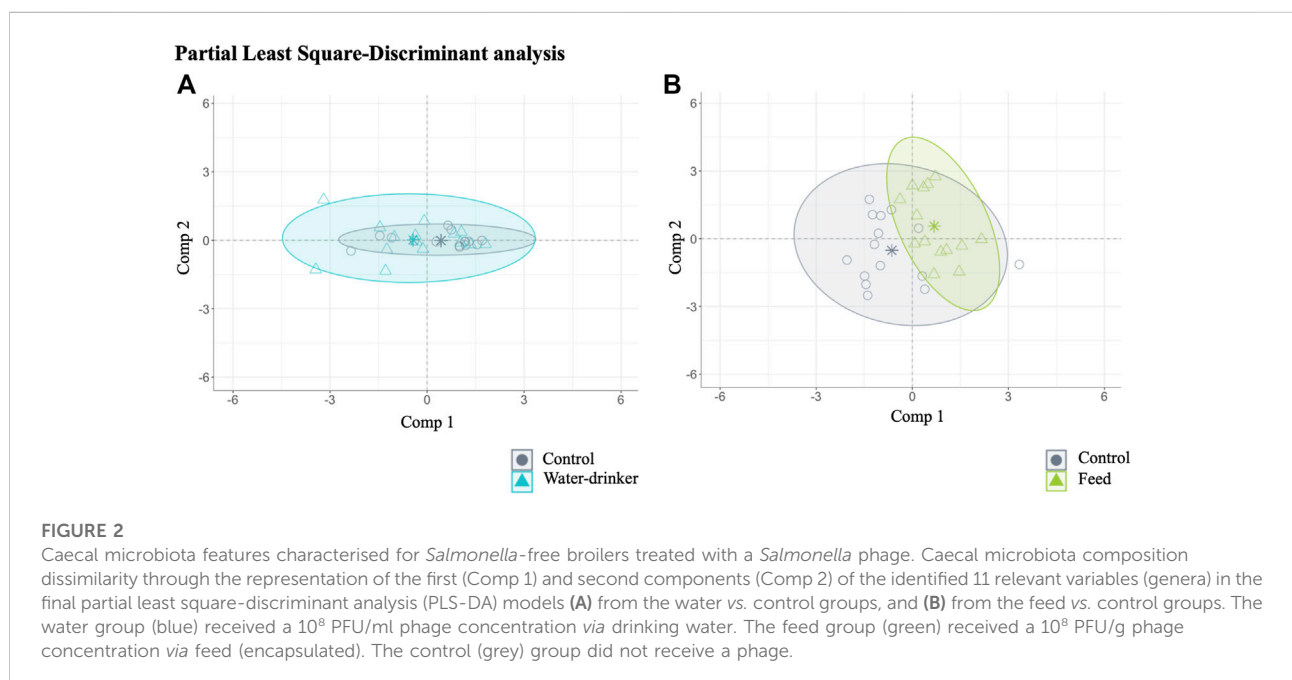 Partial Least Square-Discriminant analysis
A
6
3
0
-3
-6
Comp 2
-6
-3
0
3
6
Comp 1
Control
Water-drinker
B
6
3
0
-3
-6
Comp 2
-6
-3
0
3
6
Comp 1
Control
Feed
FIGURE 2
Caecal microbiota features characterised for Salmonella-free broilers treated with a Salmonella phage. Caecal microbiota composition
dissimilarity through the representation of the first (Comp 1) and second components (Comp 2) of the identified 11 relevant variables (genera) in the
final partial least square-discriminant analysis (PLS-DA) models (A) from the water vs. control groups, and (B) from the feed vs. control groups. The
water group (blue) received a 10⁸ PFU/ml phage concentration via drinking water. The feed group (green) received a 10⁸ PFU/g phage
concentration via feed (encapsulated). The control (grey) group did not receive a phage.